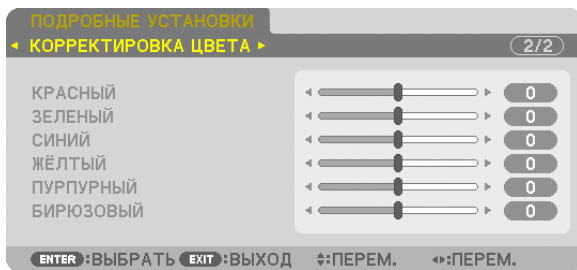 ПОДРОБНЫЕ УСТАНОВКИ
КОРРЕКТИРОВКА ЦВЕТА 2/2
КРАСНЫЙ 0
ЗЕЛЕНЫЙ 0
СИНИЙ 0
ЖЁЛТЫЙ 0
ПУРПУРНЫЙ 0
БИРЮЗОВЫЙ 0
ENTER :ВЫБРАТЬ EXIT :ВЫХОД :ПЕРЕМ. :ПЕРЕМ.